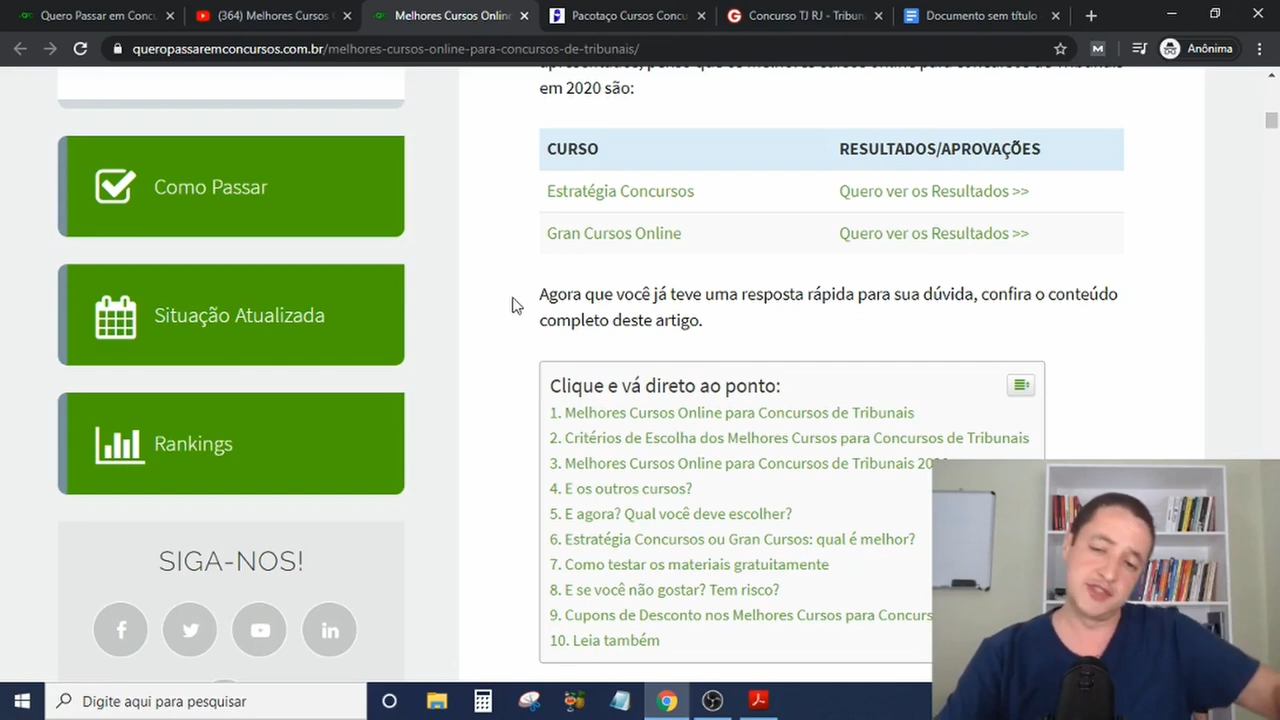 Quero Passar em Conc
(364) Melhores Cursos
Melhores Cursos Online
Pacotaço Cursos Concu
Concurso TJ RJ - Tribun
Documento sem título
queropassaremconcursos.com.br/melhores-cursos-online-para-concursos-de-tribunais/
Anônima
em 2020 são:
CURSO RESULTADOS/APROVAÇÕES
Estratégia Concursos Quero ver os Resultados >>
Gran Cursos Online Quero ver os Resultados >>
Agora que você já teve uma resposta rápida para sua dúvida, confira o conteúdo
completo deste artigo.
Clique e vá direto ao ponto:
1. Melhores Cursos Online para Concursos de Tribunais
2. Critérios de Escolha dos Melhores Cursos para Concursos de Tribunais
3. Melhores Cursos Online para Concursos de Tribunais
4. E os outros cursos?
5. E agora? Qual você deve escolher?
6. Estratégia Concursos ou Gran Cursos: qual é melhor?
7. Como testar os materiais gratuitamente
8. E se você não gostar? Tem risco?
9. Cupons de Desconto nos Melhores Cursos para Concurs
10. Leia também
Como Passar
Situação Atualizada
Rankings
SIGA-NOS!
Digite aqui para pesquisar